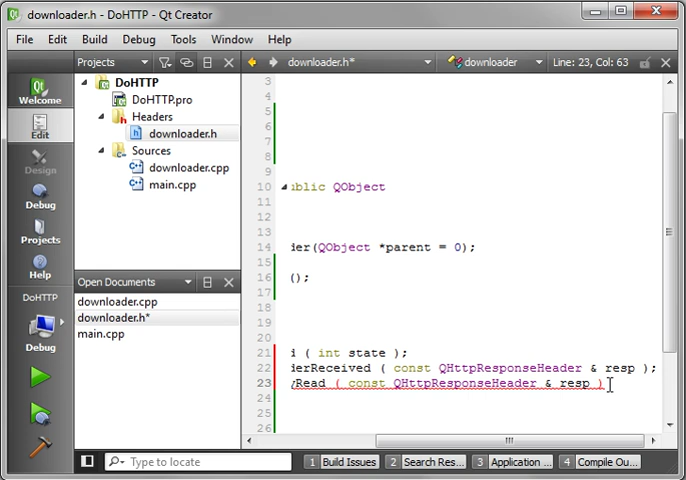 downloader.h - DoHTTP - Qt Creator
File Edit Build Debug Tools Window Help
Projects downloader.h* downloader Line: 23, Col: 63
Welcome
Edit
Design
Debug
Projects
Help
DoHTTP
Debug
DoHTTP
DoHTTP.pro
Headers
downloader.h
Sources
downloader.cpp
main.cpp
Open Documents
downloader.cpp
downloader.h*
main.cpp
3
4
5
6
7
8
9
10 ublic QObject
11
12
13
14 ier(QObject *parent = 0);
15
16 ();
17
18
19
20
21 i ( int state );
22 ierReceived ( const QHttpResponseHeader & resp );
23 yRead ( const QHttpResponseHeader & resp )
24
25
26
Type to locate 1 Build Issues 2 Search Res... 3 Application ... 4 Compile Ou...